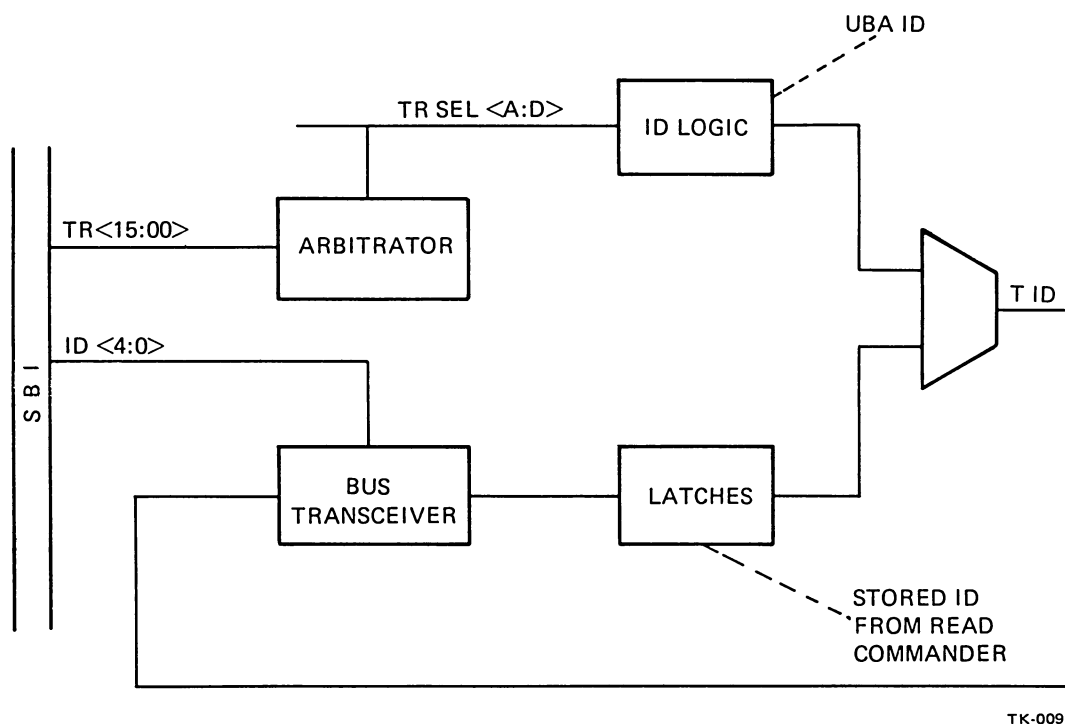 UBA ID
TR SEL <A:D>
ID LOGIC
TR<15:00>
ARBITRATOR
T ID
ID <4:0>
SBI
BUS
TRANSCEIVER
LATCHES
STORED ID
FROM READ
COMMANDER
TK-009